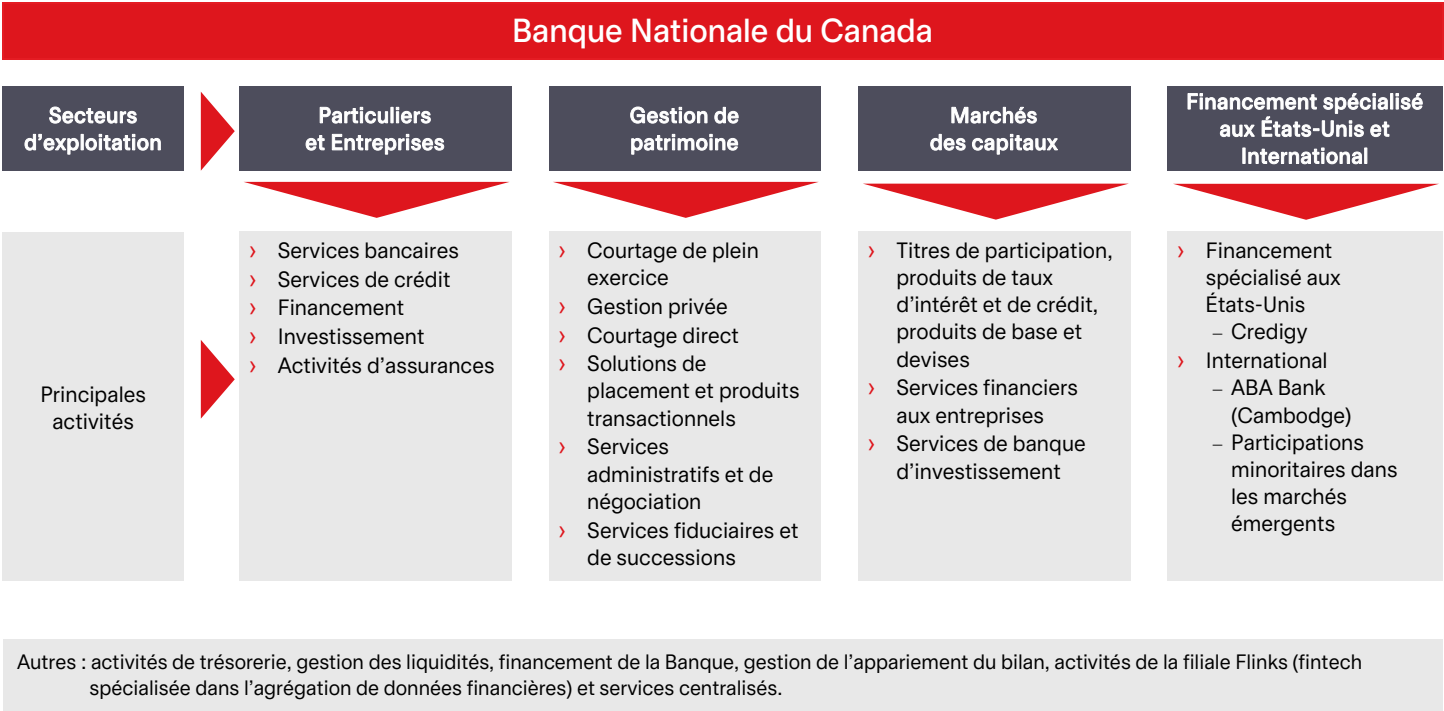 Banque Nationale du Canada
Secteurs
d’exploitation
Particuliers
et Entreprises
Gestion de
patrimoine
Marchés
des capitaux
Financement spécialisé
aux États-Unis et
International
Principales
activités
› Services bancaires
› Services de crédit
› Financement
› Investissement
› Activités d’assurances
› Courtage de plein
exercice
› Gestion privée
› Courtage direct
› Solutions de
placement et produits
transactionnels
› Services
administratifs et de
négociation
› Services fiduciaires et
de successions
› Titres de participation,
produits de taux
d’intérêt et de crédit,
produits de base et
devises
› Services financiers
aux entreprises
› Services de banque
d’investissement
› Financement
spécialisé aux
États-Unis
– Credigy
› International
– ABA Bank
(Cambodge)
– Participations
minoritaires dans
les marchés
émergents
Autres : activités de trésorerie, gestion des liquidités, financement de la Banque, gestion de l’appariement du bilan, activités de la filiale Flinks (fintech
spécialisée dans l’agrégation de données financières) et services centralisés.